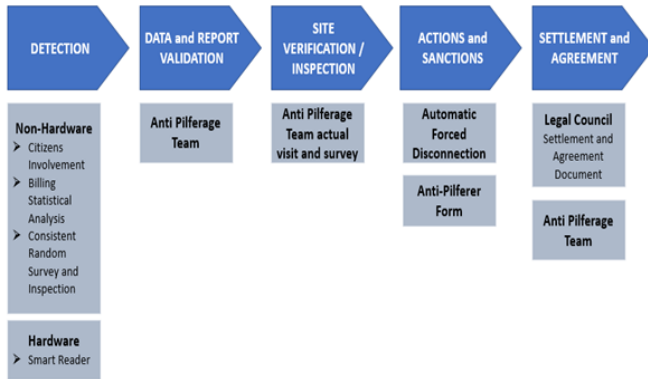 DETECTION
DATA and REPORT
VALIDATION
SITE
VERIFICATION /
INSPECTION
ACTIONS and
SANCTIONS
SETTLEMENT and
AGREEMENT
Non-Hardware
➤ Citizens
Involvement
➤ Billing
Statistical
Analysis
➤ Consistent
Random
Survey and
Inspection
Hardware
➤ Smart Reader
Anti Pilferage
Team
Anti Pilferage
Team actual
visit and survey
Automatic
Forced
Disconnection
Anti-Pilferer
Form
Legal Council
Settlement and
Agreement
Document
Anti Pilferage
Team